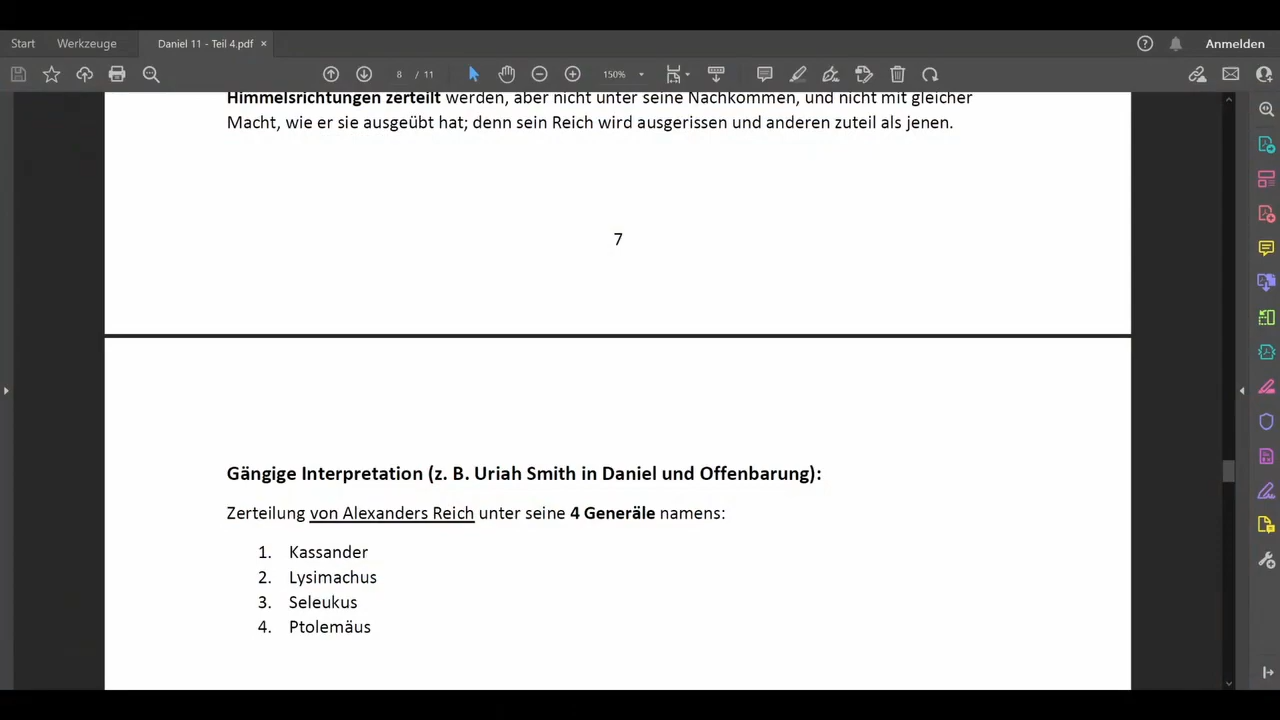 Start Werkzeuge Daniel 11 - Teil 4.pdf × Anmelden
8 / 11 150%
Himmelsrichtungen zerteilt werden, aber nicht unter seine Nachkommen, und nicht mit gleicher
Macht, wie er sie ausgeübt hat; denn sein Reich wird ausgerissen und anderen zuteil als jenen.
7
Gängige Interpretation (z. B. Uriah Smith in Daniel und Offenbarung):
Zerteilung von Alexanders Reich unter seine 4 Generäle namens:
1. Kassander
2. Lysimachus
3. Seleukus
4. Ptolemäus